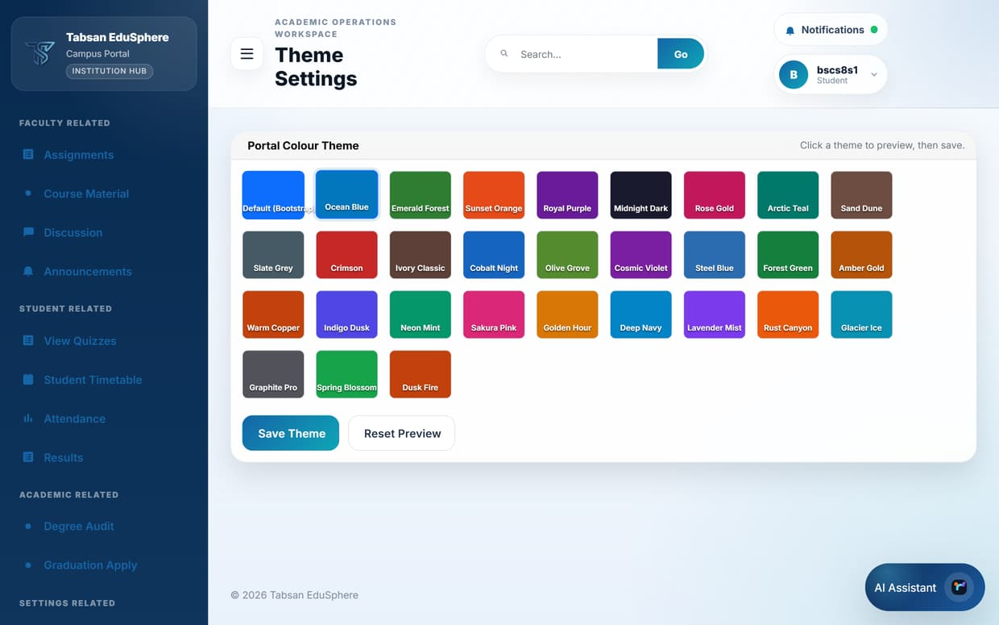 Tabsan EduSphere
Campus Portal
INSTITUTION HUB
FACULTY RELATED
Assignments
Course Material
Discussion
Announcements
STUDENT RELATED
View Quizzes
Student Timetable
Attendance
Results
ACADEMIC RELATED
Degree Audit
Graduation Apply
SETTINGS RELATED
ACADEMIC OPERATIONS
WORKSPACE
Theme
Settings
Search...
Go
Notifications
B
bscs8s1
Student
Portal Colour Theme
Click a theme to preview, then save.
Default (Bootstrap)
Ocean Blue
Emerald Forest
Sunset Orange
Royal Purple
Midnight Dark
Rose Gold
Arctic Teal
Sand Dune
Slate Grey
Crimson
Ivory Classic
Cobalt Night
Olive Grove
Cosmic Violet
Steel Blue
Forest Green
Amber Gold
Warm Copper
Indigo Dusk
Neon Mint
Sakura Pink
Golden Hour
Deep Navy
Lavender Mist
Rust Canyon
Glacier Ice
Graphite Pro
Spring Blossom
Dusk Fire
Save Theme
Reset Preview
© 2026 Tabsan EduSphere
AI Assistant